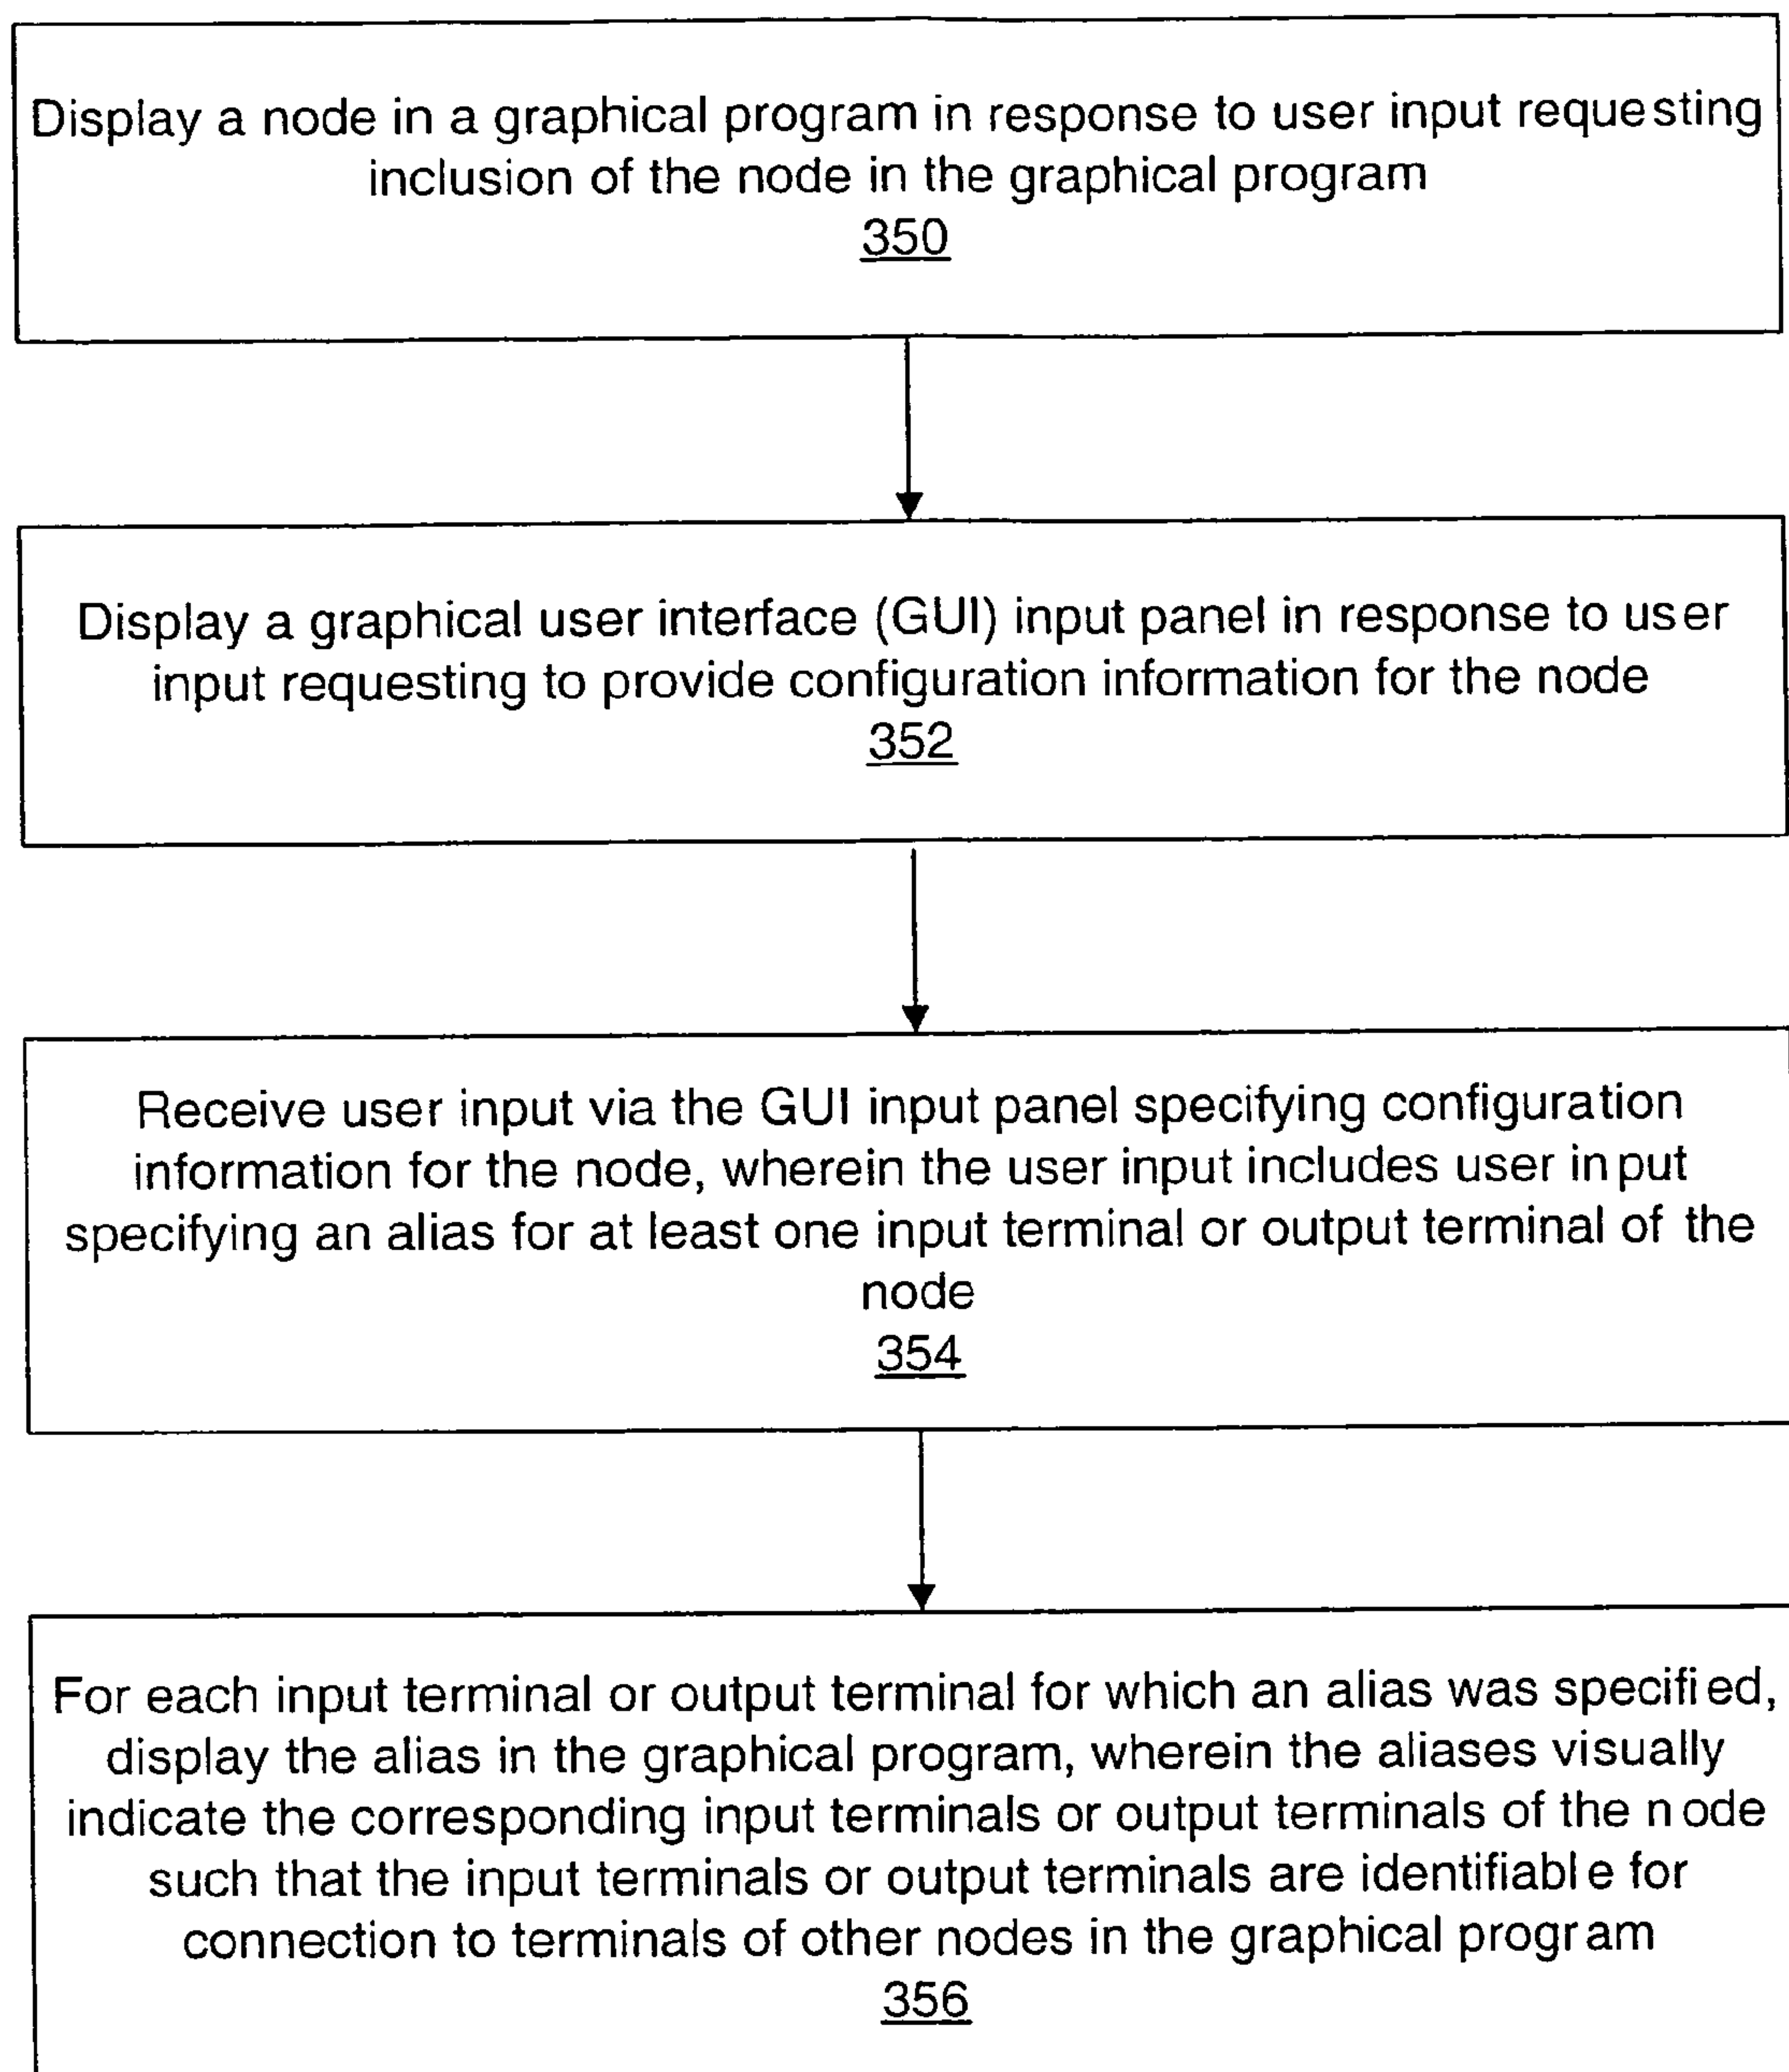 Display a node in a graphical program in response to user input requesting
inclusion of the node in the graphical program
350
Display a graphical user interface (GUI) input panel in response to user
input requesting to provide configuration information for the node
352
Receive user input via the GUI input panel specifying configuration
information for the node, wherein the user input includes user input
specifying an alias for at least one input terminal or output terminal of the
node
354
For each input terminal or output terminal for which an alias was specified,
display the alias in the graphical program, wherein the aliases visually
indicate the corresponding input terminals or output terminals of the node
such that the input terminals or output terminals are identifiable for
connection to terminals of other nodes in the graphical program
356